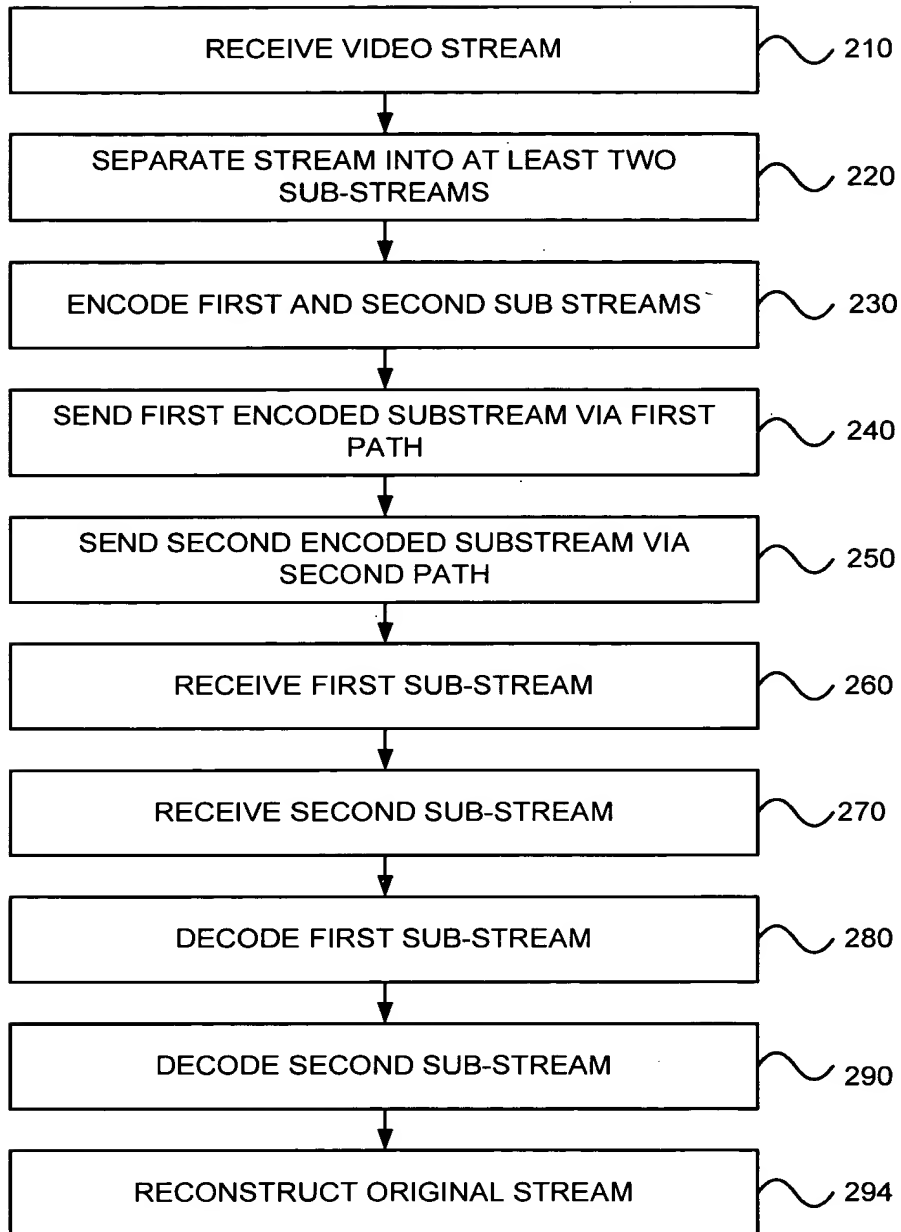 RECEIVE VIDEO STREAM
210
SEPARATE STREAM INTO AT LEAST TWO
SUB-STREAMS
220
ENCODE FIRST AND SECOND SUB STREAMS
230
SEND FIRST ENCODED SUBSTREAM VIA FIRST
PATH
240
SEND SECOND ENCODED SUBSTREAM VIA
SECOND PATH
250
RECEIVE FIRST SUB-STREAM
260
RECEIVE SECOND SUB-STREAM
270
DECODE FIRST SUB-STREAM
280
DECODE SECOND SUB-STREAM
290
RECONSTRUCT ORIGINAL STREAM
294